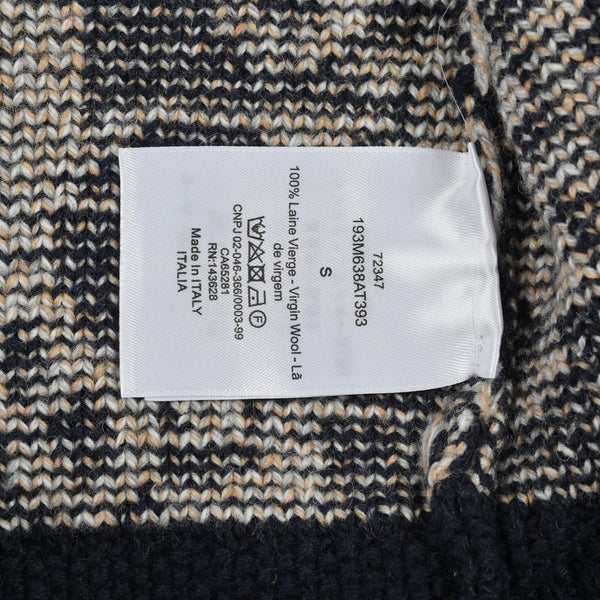 72347
193M638AT393
S
100% Laine Vierge - Virgin Wool - Lã
de virgem
F
CNPJ 02-046-366/0003-99
CA65281
RN:143628
Made In ITALY
ITALIA